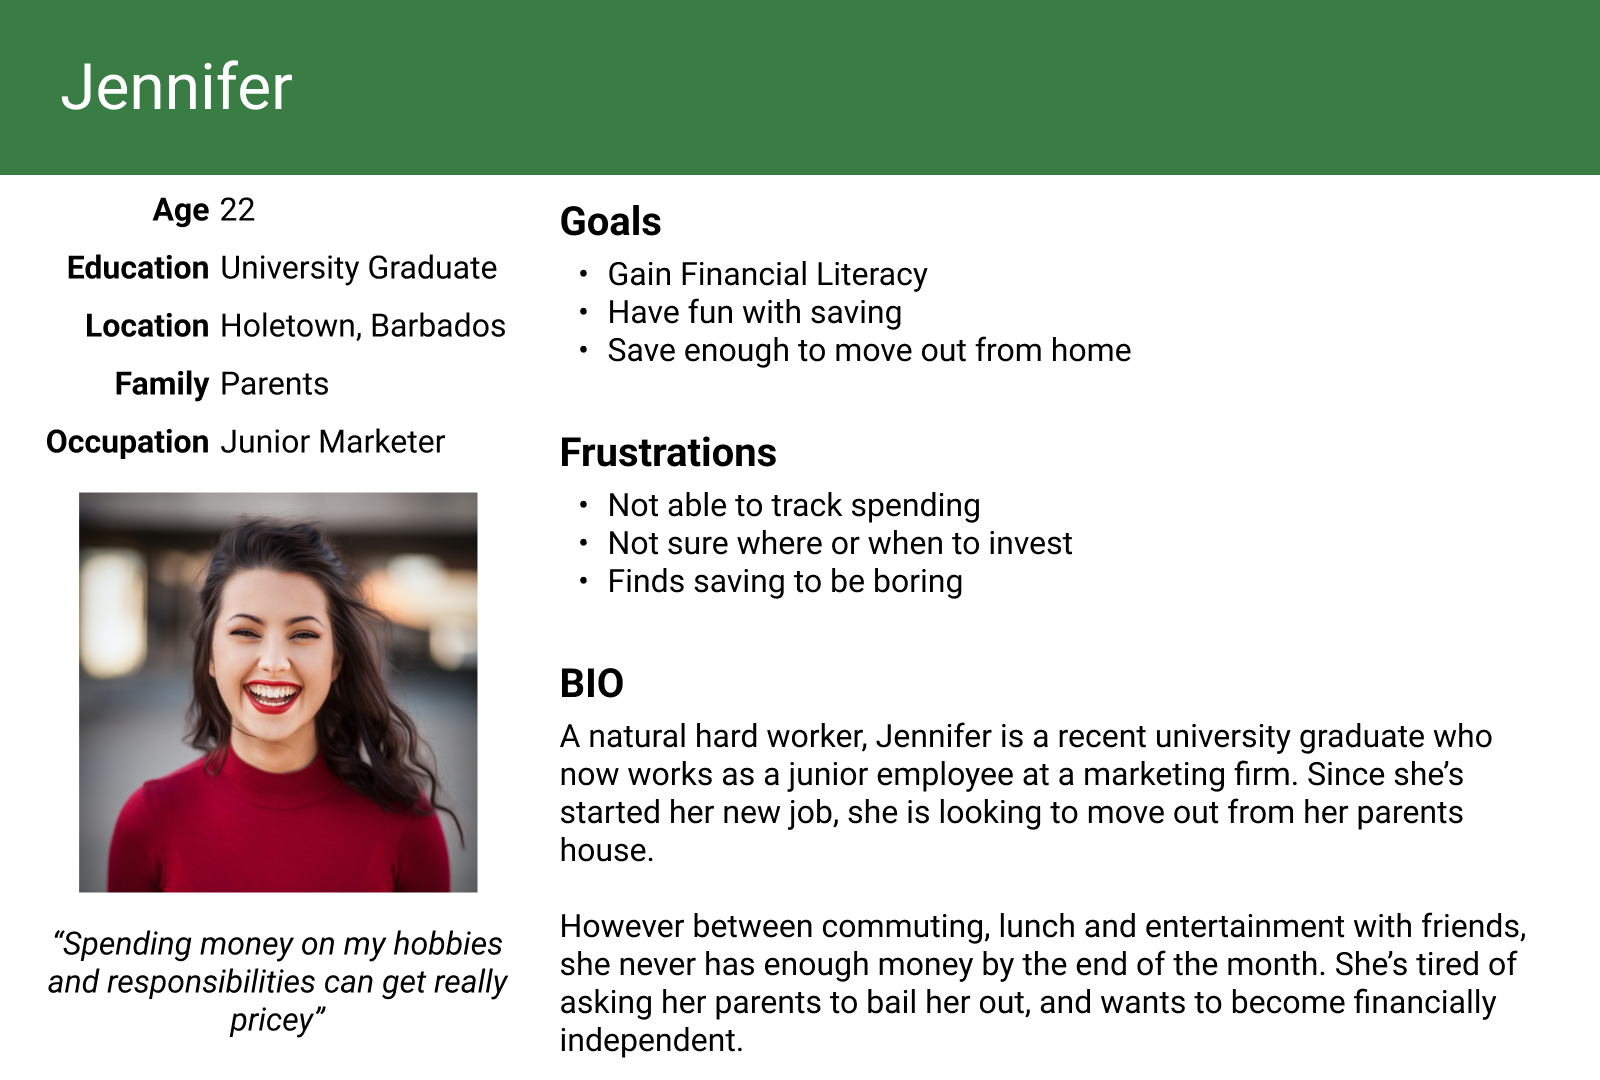 Jennifer
Age 22
Education University Graduate
Location Holetown, Barbados
Family Parents
Occupation Junior Marketer
“Spending money on my hobbies
and responsibilities can get really
pricey”
Goals
• Gain Financial Literacy
• Have fun with saving
• Save enough to move out from home
Frustrations
• Not able to track spending
• Not sure where or when to invest
• Finds saving to be boring
BIO
A natural hard worker, Jennifer is a recent university graduate who
now works as a junior employee at a marketing firm. Since she’s
started her new job, she is looking to move out from her parents
house.
However between commuting, lunch and entertainment with friends,
she never has enough money by the end of the month. She’s tired of
asking her parents to bail her out, and wants to become financially
independent.